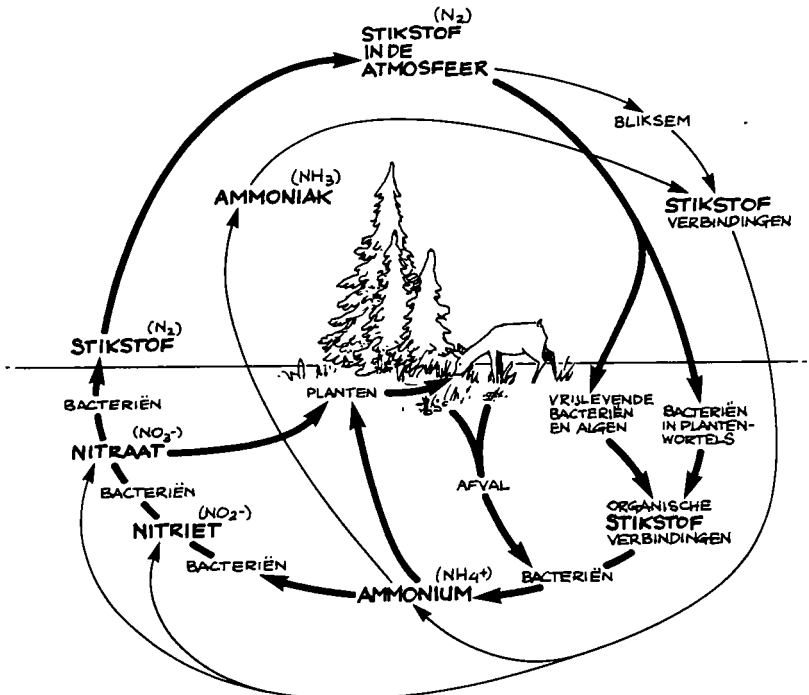 (N2)
STIKSTOF
IN DE
ATMOSFEER
BLIKSEM
(NH3)
AMMONIAK
STIKSTOF
VERBINDINGEN
(N2)
STIKSTOF
PLANTEN
BACTERIËN
VRIJLEVENDE
BACTERIËN
EN ALGEN
BACTERIËN
IN PLANTEN-
WORTELS
(NO3-)
NITRAAT
BACTERIËN
AFVAL
ORGANISCHE
STIKSTOF
VERBINDINGEN
(NO2-)
NITRIET
BACTERIËN
(NH4+)
AMMONIUM
BACTERIËN